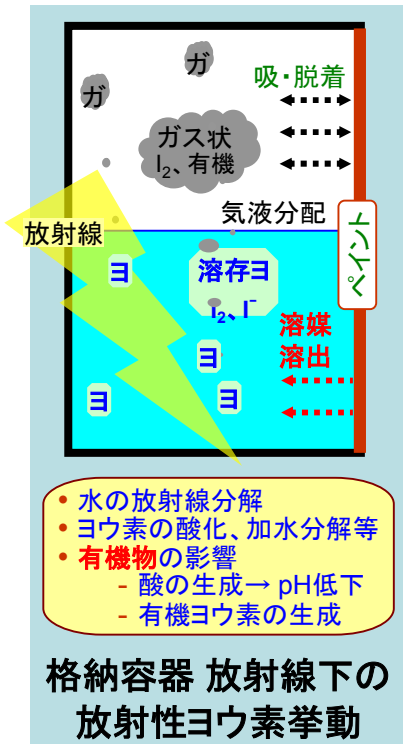 ガ
ガ
吸・脱着
ガス状
I₂、有機
気液分配
放射線
ペイント
ヨ
溶存ヨ
I₂、I⁻
溶媒
溶出
ヨ
ヨ
ヨ
• 水の放射線分解
• ヨウ素の酸化、加水分解等
• 有機物の影響
- 酸の生成→ pH低下
- 有機ヨウ素の生成
格納容器 放射線下の
放射性ヨウ素挙動